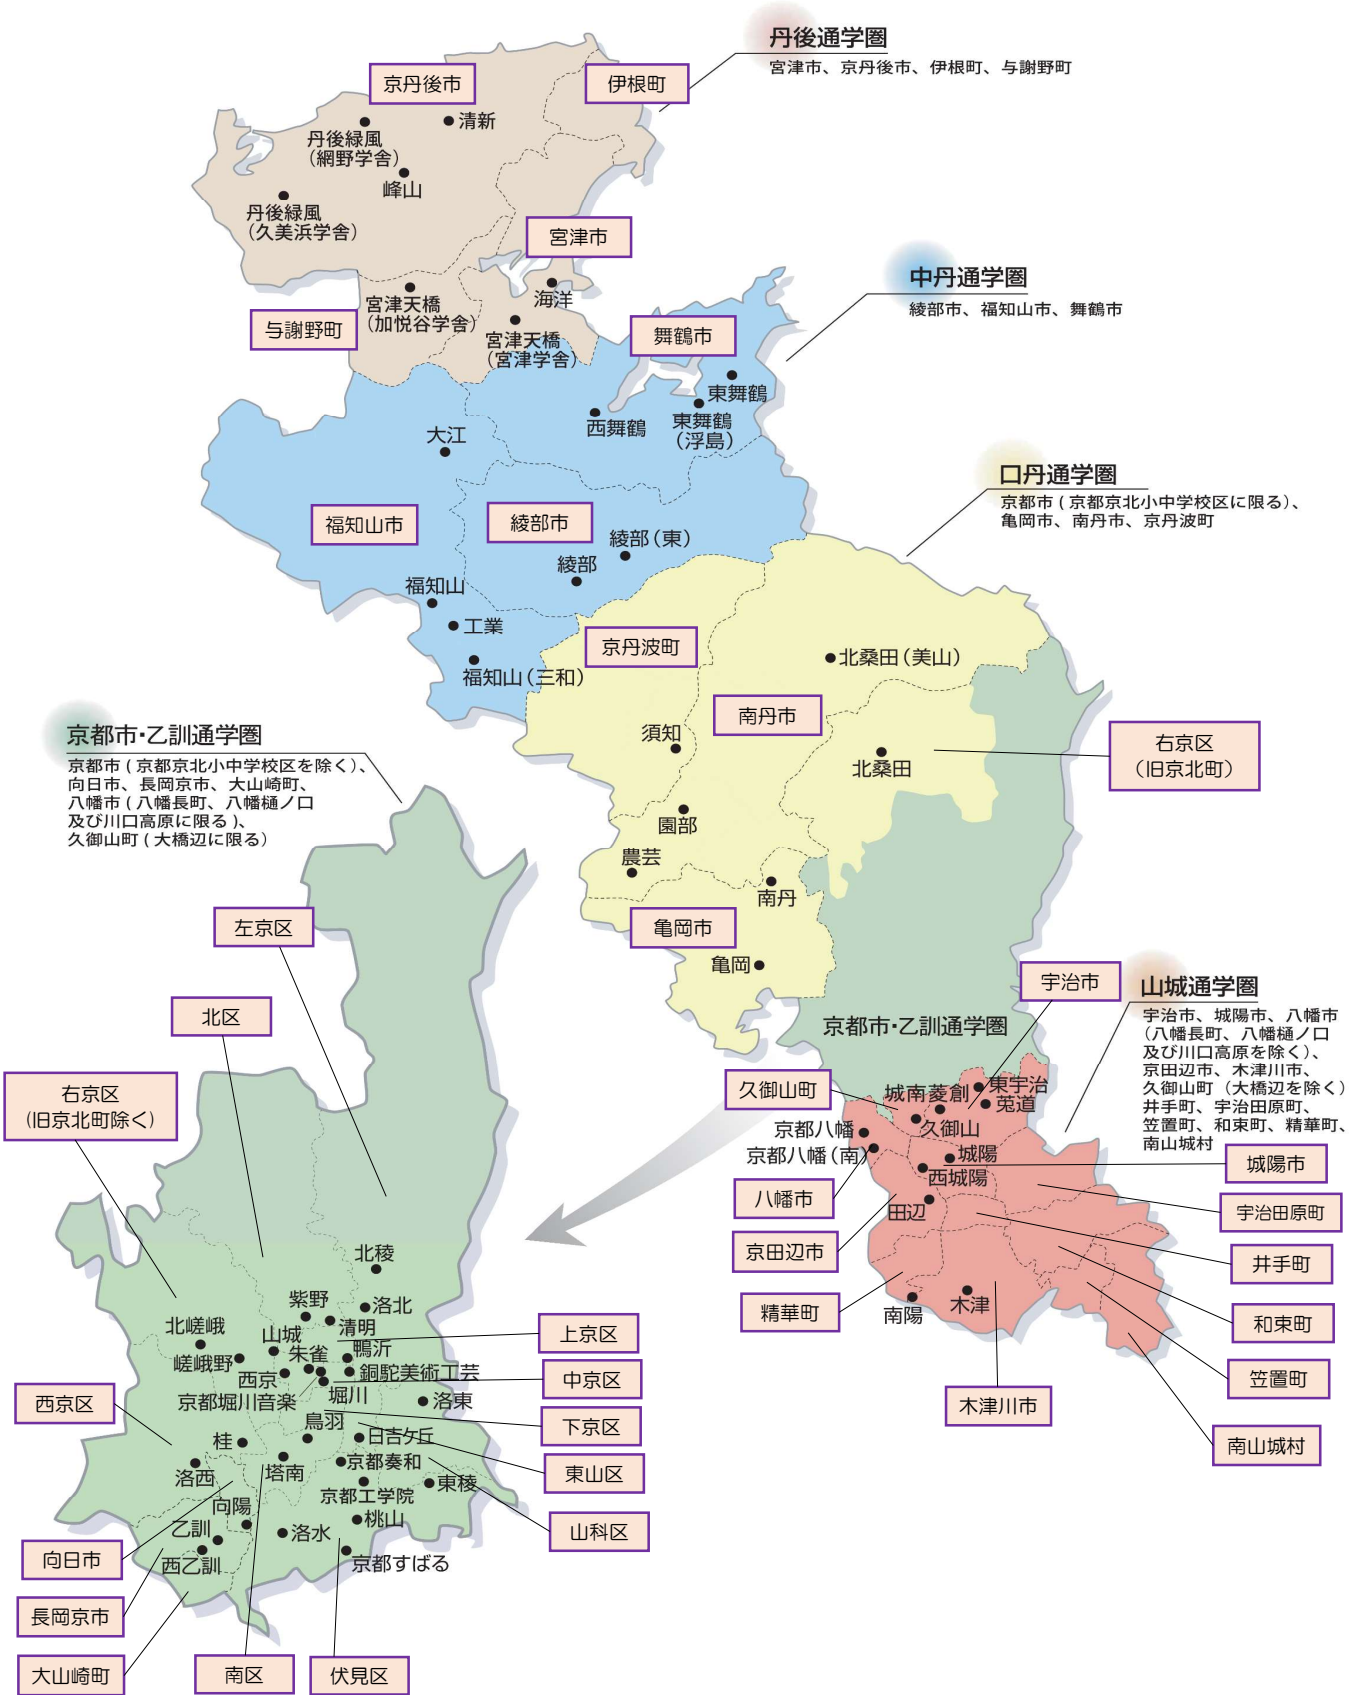 丹後通学圏
宮津市、京丹後市、伊根町、与謝野町
京丹後市
伊根町
清新
丹後緑風
(網野学舎)
峰山
丹後緑風
(久美浜学舎)
宮津市
海洋
宮津天橋
(加悦谷学舎)
与謝野町
宮津天橋
(宮津学舎)
中丹通学圏
綾部市、福知山市、舞鶴市
舞鶴市
東舞鶴
東舞鶴
(浮島)
西舞鶴
大江
福知山市
綾部市
綾部(東)
綾部
福知山
工業
福知山(三和)
口丹通学圏
京都市(京都京北小中学校区に限る)、
亀岡市、南丹市、京丹波町
京丹波町
北桑田(美山)
南丹市
須知
北桑田
右京区
(旧京北町)
園部
農芸
南丹
亀岡市
亀岡
京都市・乙訓通学圏
京都市(京都京北小中学校区を除く)、
向日市、長岡京市、大山崎町、
八幡市(八幡長町、八幡樋ノ口
及び川口高原に限る)、
久御山町(大橋辺に限る)
京都市・乙訓通学圏
山城通学圏
宇治市、城陽市、八幡市
(八幡長町、八幡樋ノ口
及び川口高原を除く)、
京田辺市、木津川市、
久御山町(大橋辺を除く)
井手町、宇治田原町、
笠置町、和束町、精華町、
南山城村
宇治市
久御山町
城南菱創
東宇治
莵道
久御山
京都八幡
京都八幡(南)
城陽
西城陽
城陽市
八幡市
田辺
宇治田原町
京田辺市
井手町
精華町
南陽
木津
和束町
笠置町
木津川市
南山城村
左京区
北区
右京区
(旧京北町除く)
北稜
紫野
洛北
北嵯峨
山城
清明
上京区
嵯峨野
朱雀
鴨沂
西京
銅駝美術工芸
中京区
京都堀川音楽
堀川
洛東
西京区
鳥羽
下京区
桂
日吉ケ丘
洛西
塔南
京都奏和
東山区
京都工学院
東稜
向陽
桃山
乙訓
洛水
山科区
西乙訓
京都すばる
向日市
長岡京市
大山崎町
南区
伏見区